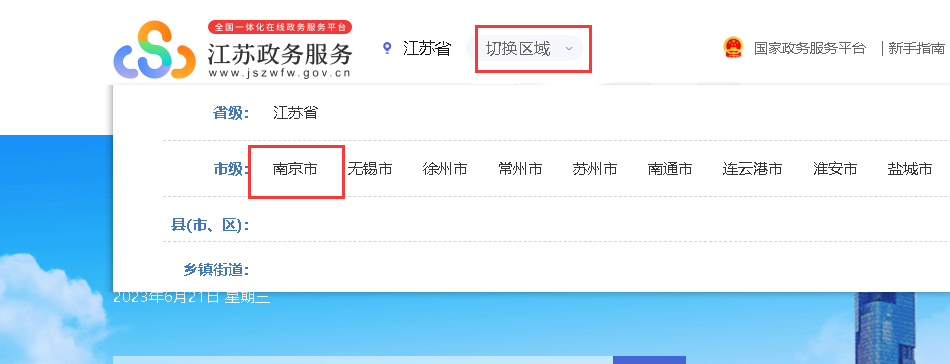 全国一体化在线政务服务平台
江苏政务服务
www.jszwfw.gov.cn
江苏省 切换区域
国家政务服务平台 | 新手指南
省级： 江苏省
市级： 南京市 无锡市 徐州市 常州市 苏州市 南通市 连云港市 淮安市 盐城市
县(市、区)：
乡镇街道：
2023年6月21日 星期三